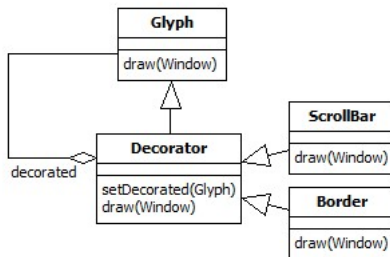 Glyph
draw(Window)
Decorator
setDecorated(Glyph)
draw(Window)
decorated
ScrollBar
draw(Window)
Border
draw(Window)